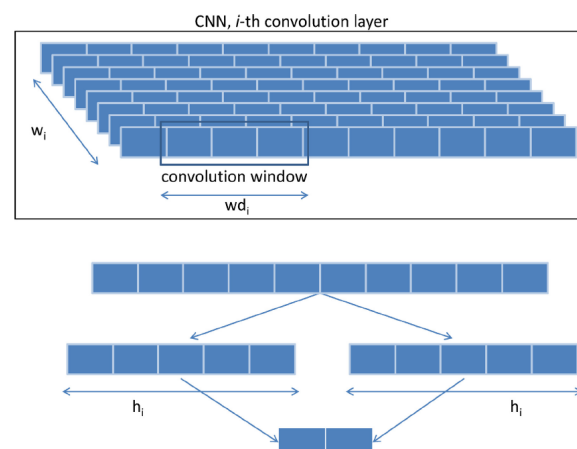 CNN, i-th convolution layer
wᵢ
convolution window
wdᵢ
hᵢ
hᵢ